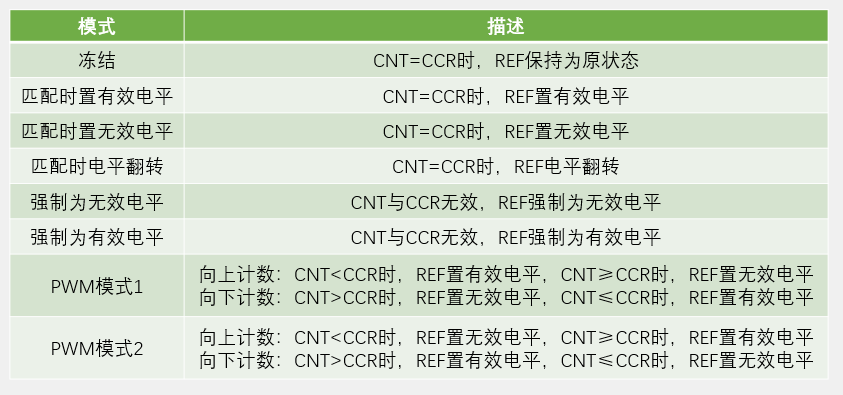 模式 描述
冻结 CNT=CCR时，REF保持为原状态
匹配时置有效电平 CNT=CCR时，REF置有效电平
匹配时置无效电平 CNT=CCR时，REF置无效电平
匹配时电平翻转 CNT=CCR时，REF电平翻转
强制为无效电平 CNT与CCR无效，REF强制为无效电平
强制为有效电平 CNT与CCR无效，REF强制为有效电平
PWM模式1
向上计数：CNT<CCR时，REF置有效电平，CNT≥CCR时，REF置无效电平
向下计数：CNT>CCR时，REF置无效电平，CNT≤CCR时，REF置有效电平
PWM模式2
向上计数：CNT<CCR时，REF置无效电平，CNT≥CCR时，REF置有效电平
向下计数：CNT>CCR时，REF置有效电平，CNT≤CCR时，REF置无效电平